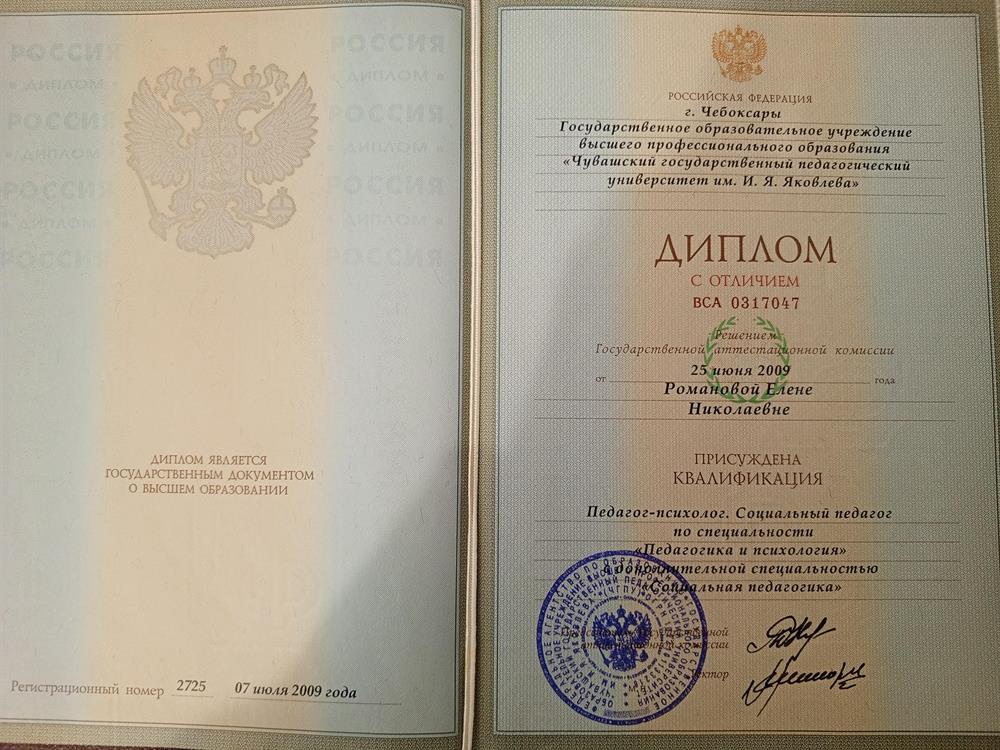 РОССИЯ
РОССИЯ
ДИПЛОМ
ДИПЛОМ
РОССИЯ
РОССИЯ
ДИПЛОМ
ДИПЛОМ
РОССИЯ
РОССИЯ
ДИПЛОМ
ДИПЛОМ
РОССИЯ
РОССИЯ
ДИПЛОМ ЯВЛЯЕТСЯ
ГОСУДАРСТВЕННЫМ ДОКУМЕНТОМ
О ВЫСШЕМ ОБРАЗОВАНИИ
Регистрационный номер 2725 07 июля 2009 года
РОССИЙСКАЯ ФЕДЕРАЦИЯ
г. Чебоксары
Государственное образовательное учреждение
высшего профессионального образования
«Чувашский государственный педагогический
университет им. И. Я. Яковлева»
ДИПЛОМ
С ОТЛИЧИЕМ
ВСА 0317047
Решением
Государственной аттестационной комиссии
от 25 июня 2009 года
Романовой Елене
Николаевне
ПРИСУЖДЕНА
КВАЛИФИКАЦИЯ
Педагог-психолог. Социальный педагог
по специальности
«Педагогика и психология»
с дополнительной специальностью
«Социальная педагогика»